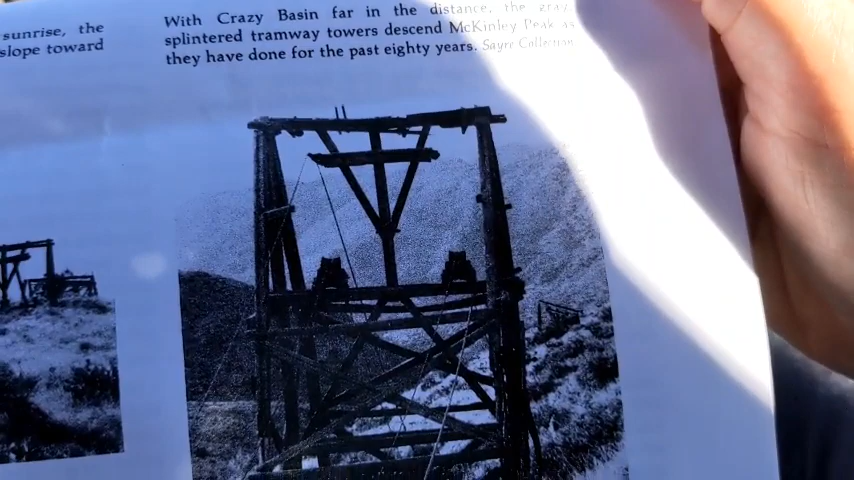 sunrise, the
slope toward
With Crazy Basin far in the distance, the gray
splintered tramway towers descend McKinley Peak as
they have done for the past eighty years. Sayre Collection